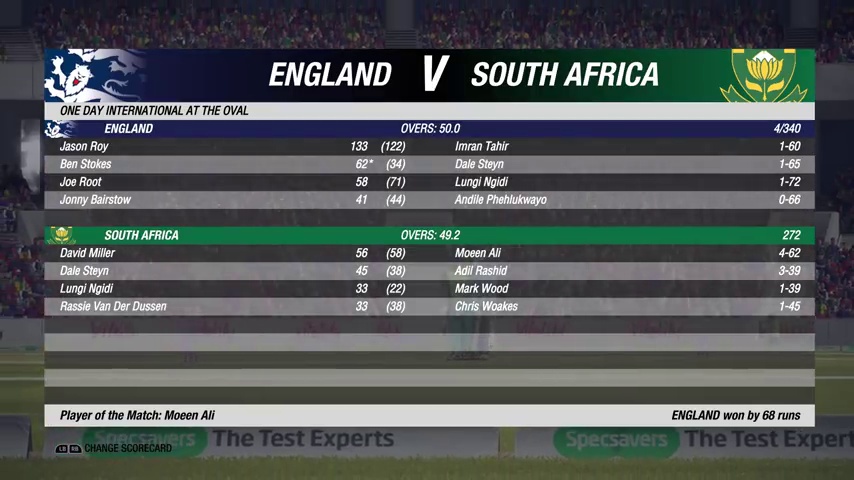 ENGLAND V SOUTH AFRICA
ONE DAY INTERNATIONAL AT THE OVAL
ENGLAND OVERS: 50.0 4/340
Jason Roy 133 (122) Imran Tahir 1-60
Ben Stokes 62* (34) Dale Steyn 1-65
Joe Root 58 (71) Lungi Ngidi 1-72
Jonny Bairstow 41 (44) Andile Phehlukwayo 0-66
SOUTH AFRICA OVERS: 49.2 272
David Miller 56 (58) Moeen Ali 4-62
Dale Steyn 45 (38) Adil Rashid 3-39
Lungi Ngidi 33 (22) Mark Wood 1-39
Rassie Van Der Dussen 33 (38) Chris Woakes 1-45
Player of the Match: Moeen Ali ENGLAND won by 68 runs
Specsavers The Test Experts Specsavers The Test Experts
LB RB CHANGE SCORECARD